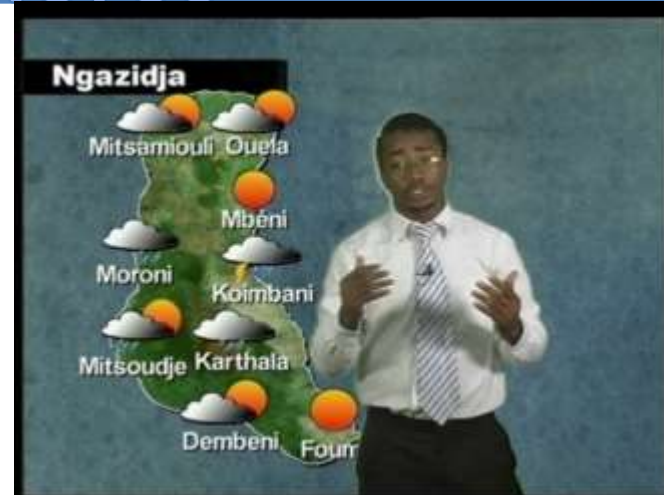 Ngazidja
Mitsamiouli Ouela
Mbéni
Moroni
Koimbani
Mitsoudje Karthala
Dembeni Foum